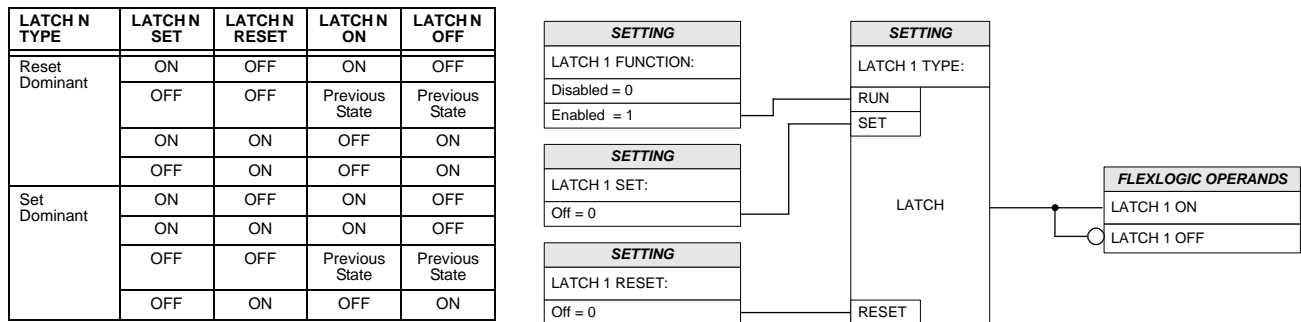 LATCH N TYPE LATCH N SET LATCH N RESET LATCH N ON LATCH N OFF
Reset Dominant ON OFF ON OFF
OFF OFF Previous State Previous State
ON ON OFF ON
OFF ON OFF ON
Set Dominant ON OFF ON OFF
ON ON ON OFF
OFF OFF Previous State Previous State
OFF ON OFF ON
SETTING
LATCH 1 FUNCTION:
Disabled = 0
Enabled = 1
SETTING
LATCH 1 SET:
Off = 0
SETTING
LATCH 1 RESET:
Off = 0
SETTING
LATCH 1 TYPE:
RUN
SET
LATCH
RESET
FLEXLOGIC OPERANDS
LATCH 1 ON
LATCH 1 OFF